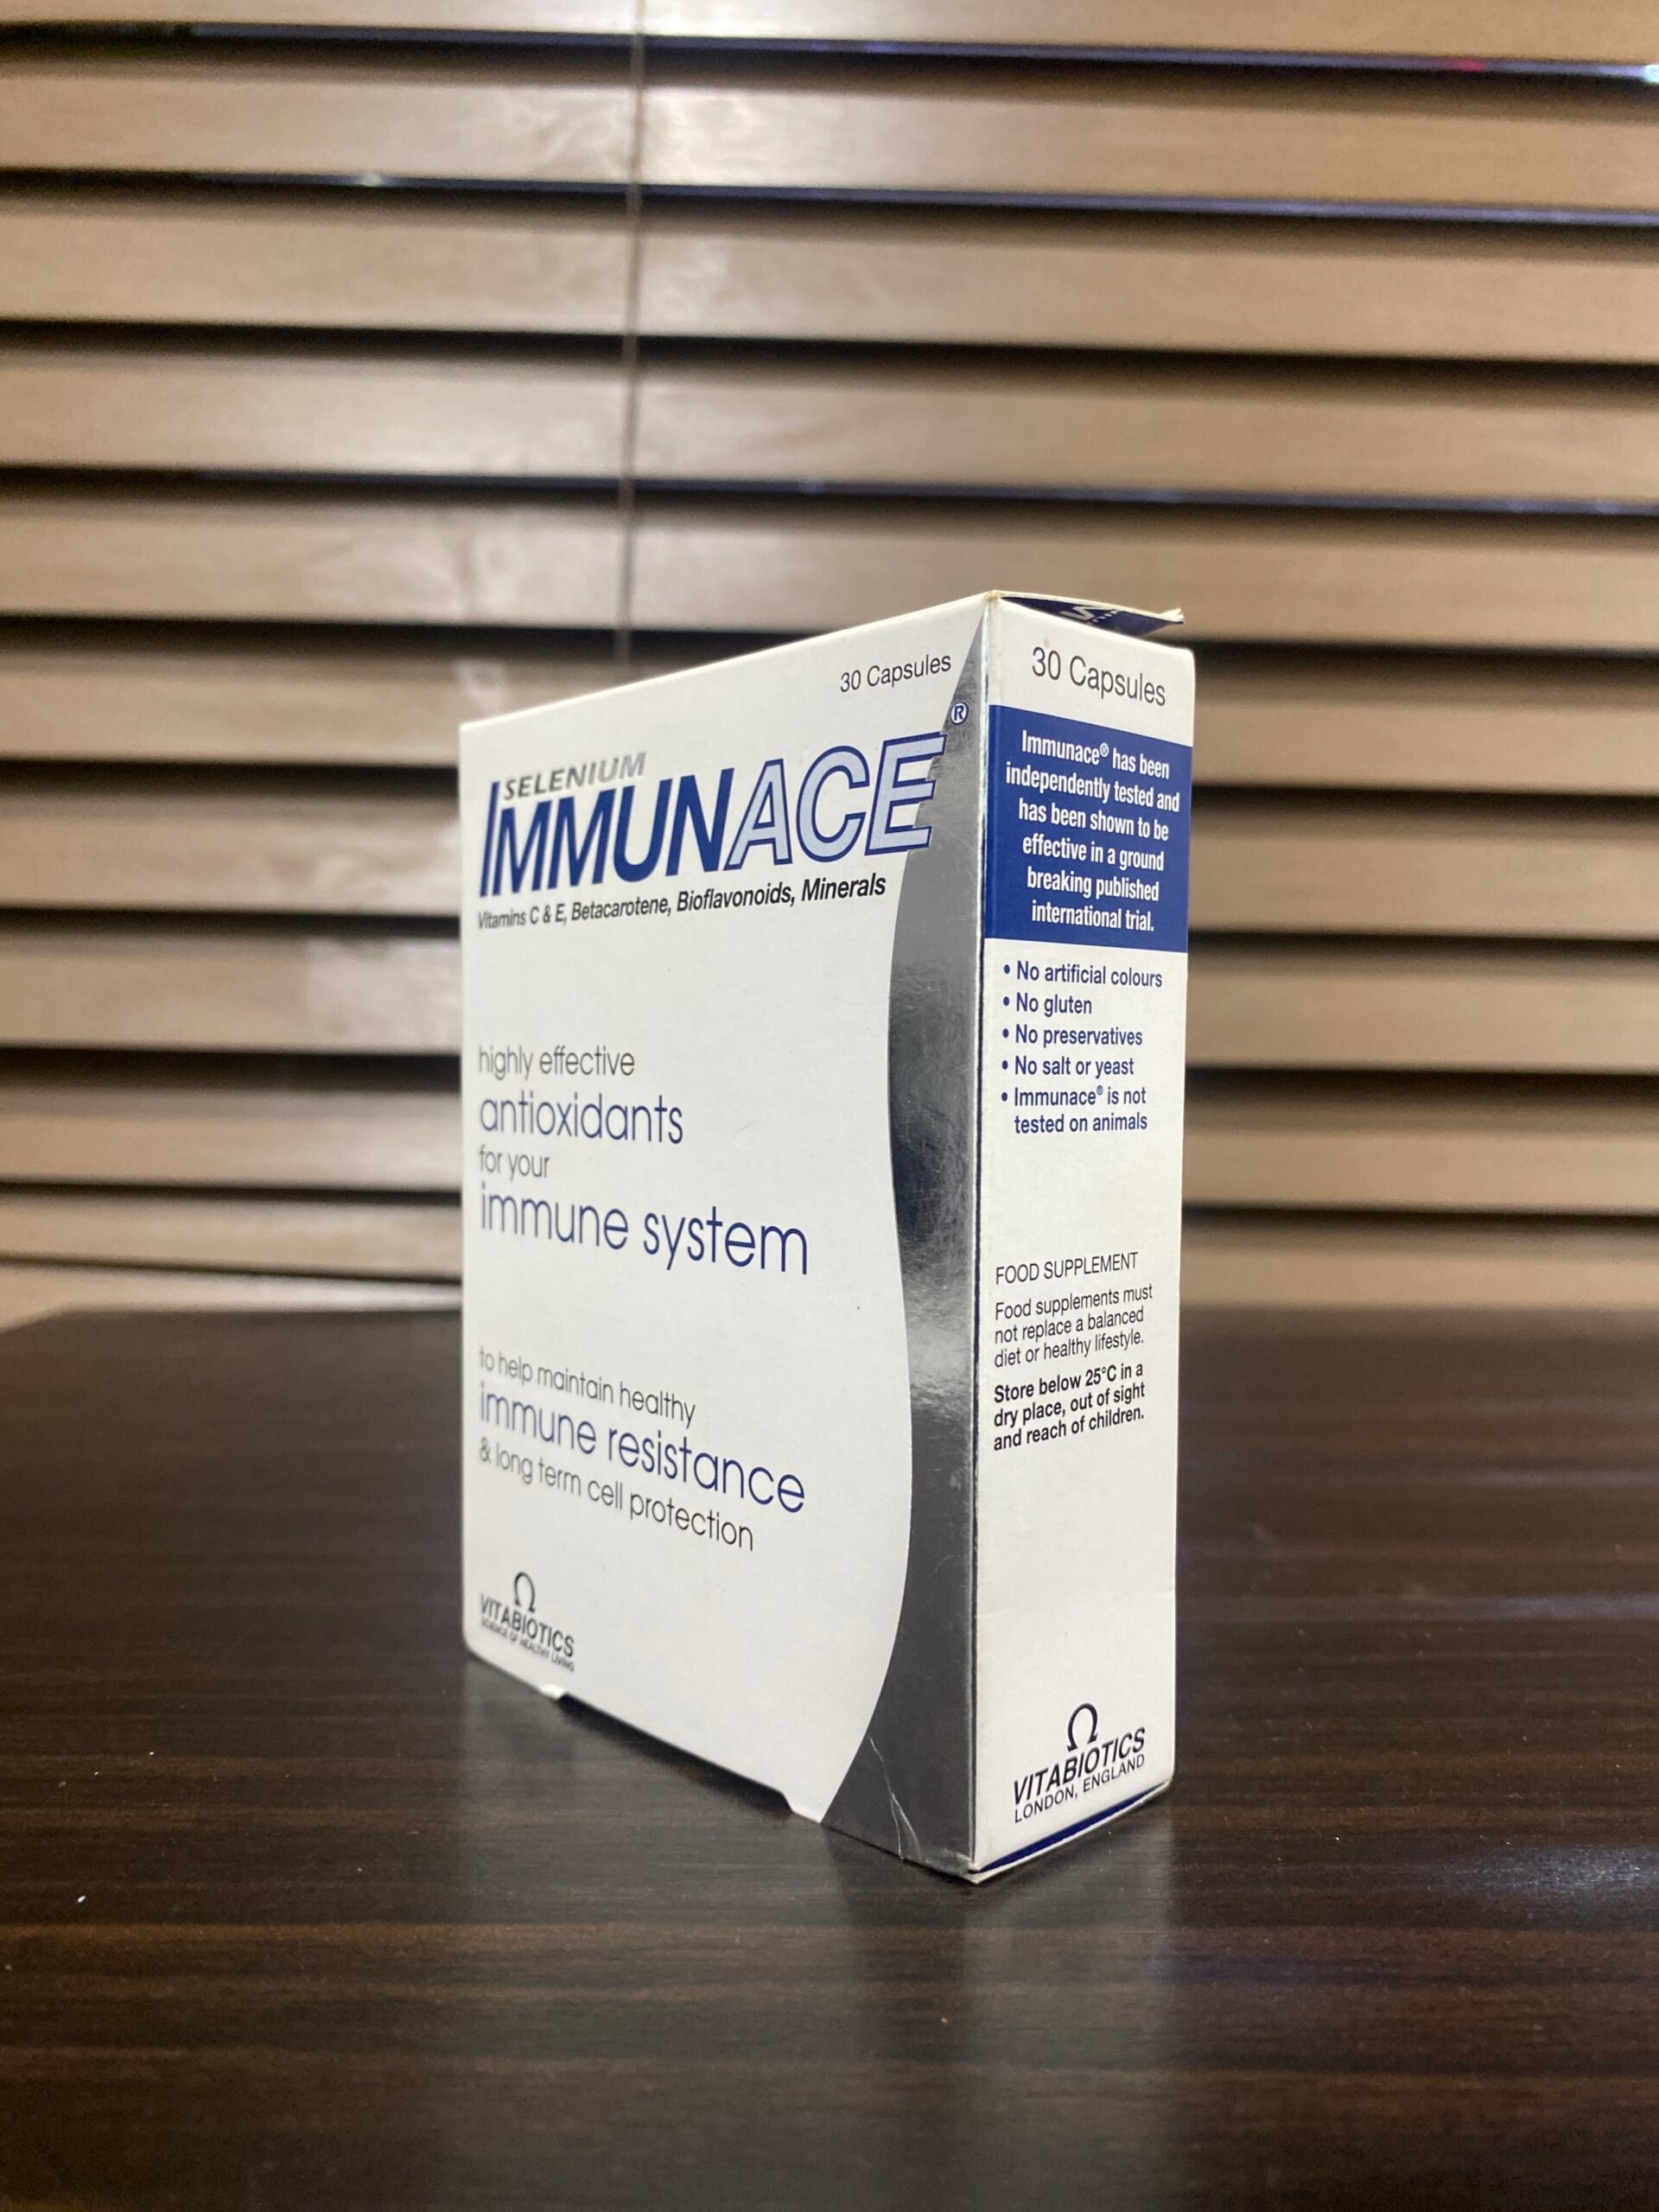 30 Capsules
SELENIUM
IMMUNACE®
Vitamins C & E, Betacarotene, Bioflavonoids, Minerals
highly effective
antioxidants
for your
immune system
to help maintain healthy
immune resistance
& long term cell protection
VITABIOTICS
SCIENCE OF HEALTHY LIVING
30 Capsules
Immunace® has been
independently tested and
has been shown to be
effective in a ground
breaking published
international trial.
• No artificial colours
• No gluten
• No preservatives
• No salt or yeast
• Immunace® is not
tested on animals
FOOD SUPPLEMENT
Food supplements must
not replace a balanced
diet or healthy lifestyle.
Store below 25°C in a
dry place, out of sight
and reach of children.
VITABIOTICS
LONDON, ENGLAND